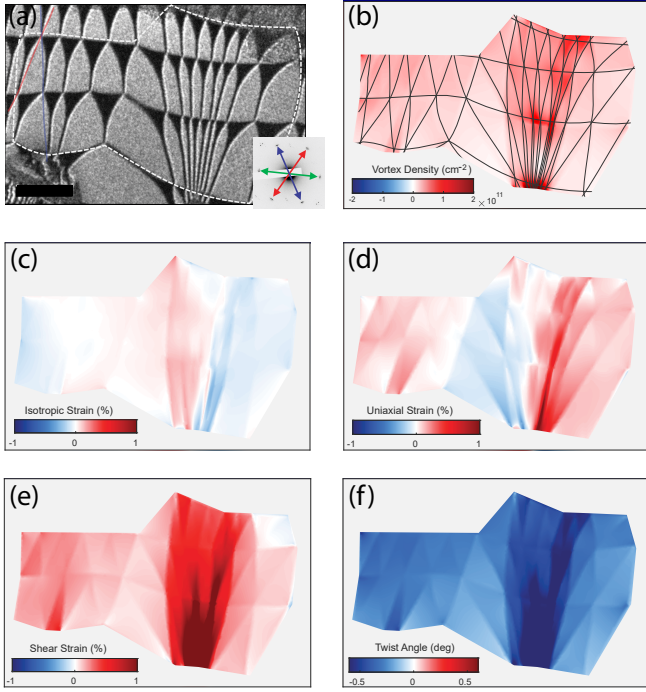 (a)
(b)
Vortex Density (cm⁻²)
-2 -1 0 1 2
× 10¹¹
(c)
(d)
Isotropic Strain (%)
-1 0 1
Uniaxial Strain (%)
-1 0 1
(e)
(f)
Shear Strain (%)
-1 0 1
Twist Angle (deg)
-0.5 0 0.5